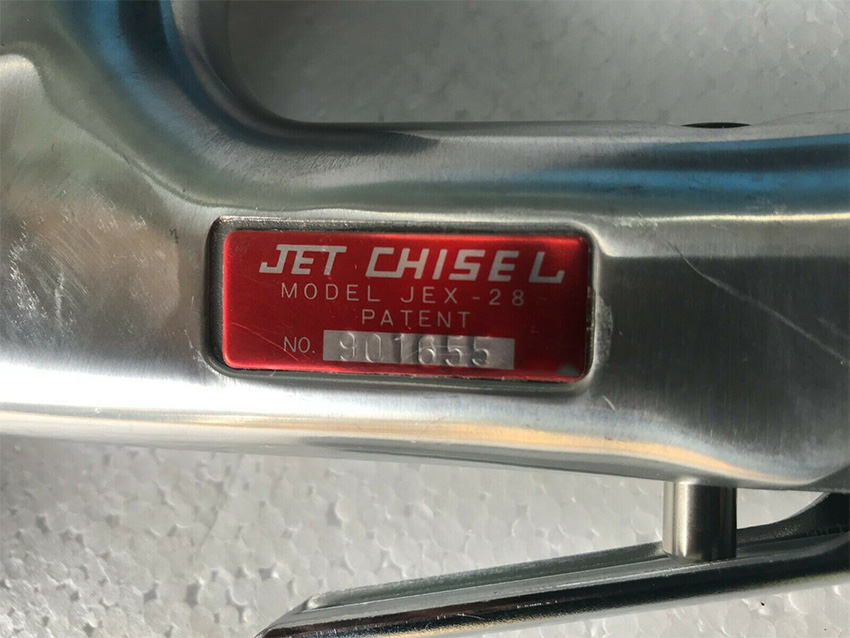 JET CHISEL
MODEL JEX-28
PATENT
NO. 901655